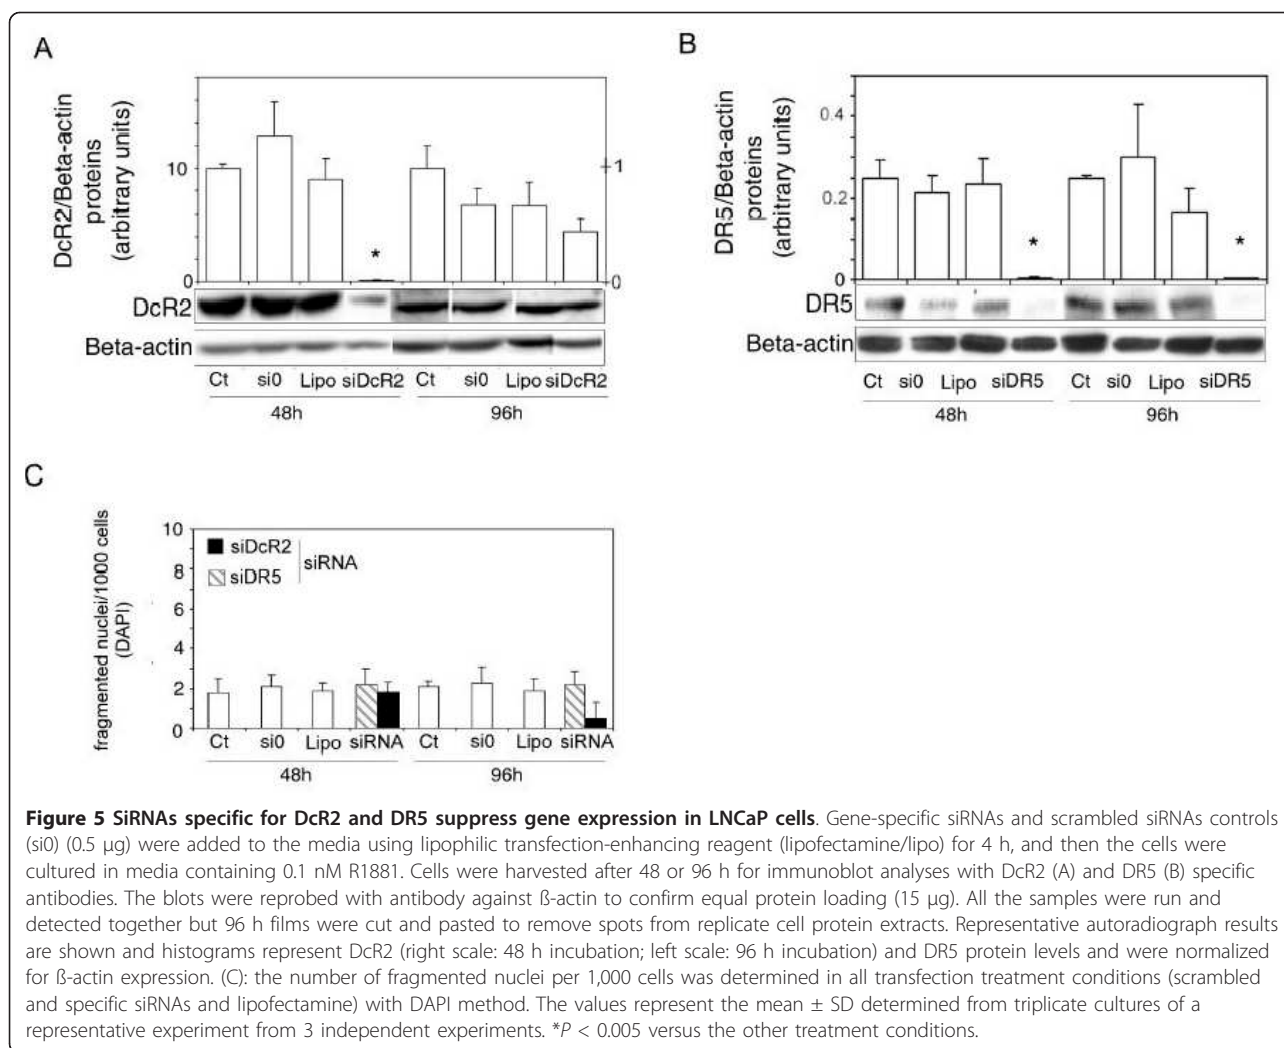 A
DcR2/Beta-actin
proteins
(arbitrary units)
10
0
1
0
*
DcR2
Beta-actin
Ct si0 Lipo siDcR2 Ct si0 Lipo siDcR2
48h 96h
B
DR5/Beta-actin
proteins
(arbitrary units)
0.4
0.2
0
* *
DR5
Beta-actin
Ct si0 Lipo siDR5 Ct si0 Lipo siDR5
48h 96h
C
fragmented nuclei/1000 cells
(DAPI)
10
8
6
4
2
0
siDcR2
siDR5
siRNA
Ct si0 Lipo siRNA Ct si0 Lipo siRNA
48h 96h
Figure 5 SiRNAs specific for DcR2 and DR5 suppress gene expression in LNCaP cells. Gene-specific siRNAs and scrambled siRNAs controls
(si0) (0.5 μg) were added to the media using lipophilic transfection-enhancing reagent (lipofectamine/lipo) for 4 h, and then the cells were
cultured in media containing 0.1 nM R1881. Cells were harvested after 48 or 96 h for immunoblot analyses with DcR2 (A) and DR5 (B) specific
antibodies. The blots were reprobed with antibody against ß-actin to confirm equal protein loading (15 μg). All the samples were run and
detected together but 96 h films were cut and pasted to remove spots from replicate cell protein extracts. Representative autoradiograph results
are shown and histograms represent DcR2 (right scale: 48 h incubation; left scale: 96 h incubation) and DR5 protein levels and were normalized
for ß-actin expression. (C): the number of fragmented nuclei per 1,000 cells was determined in all transfection treatment conditions (scrambled
and specific siRNAs and lipofectamine) with DAPI method. The values represent the mean ± SD determined from triplicate cultures of a
representative experiment from 3 independent experiments. *P < 0.005 versus the other treatment conditions.